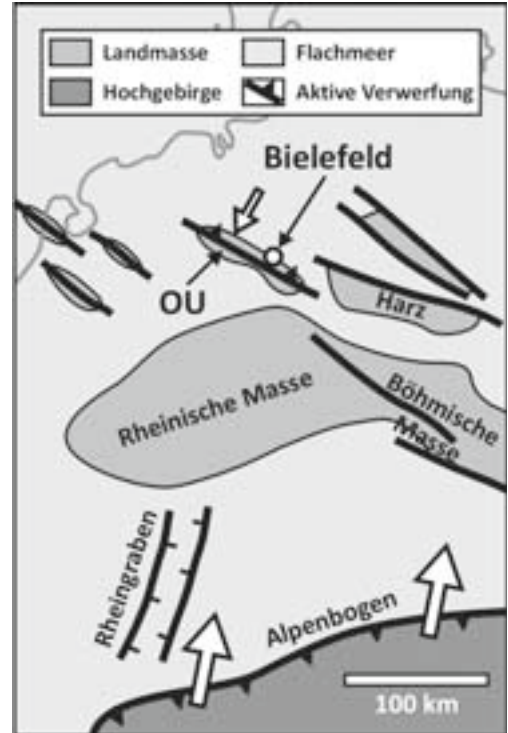 Landmasse
Flachmeer
Hochgebirge
Aktive Verwerfung
Bielefeld
OU
Harz
Rheinische Masse
Böhmische
Masse
Rheingraben
Alpenbogen
100 km